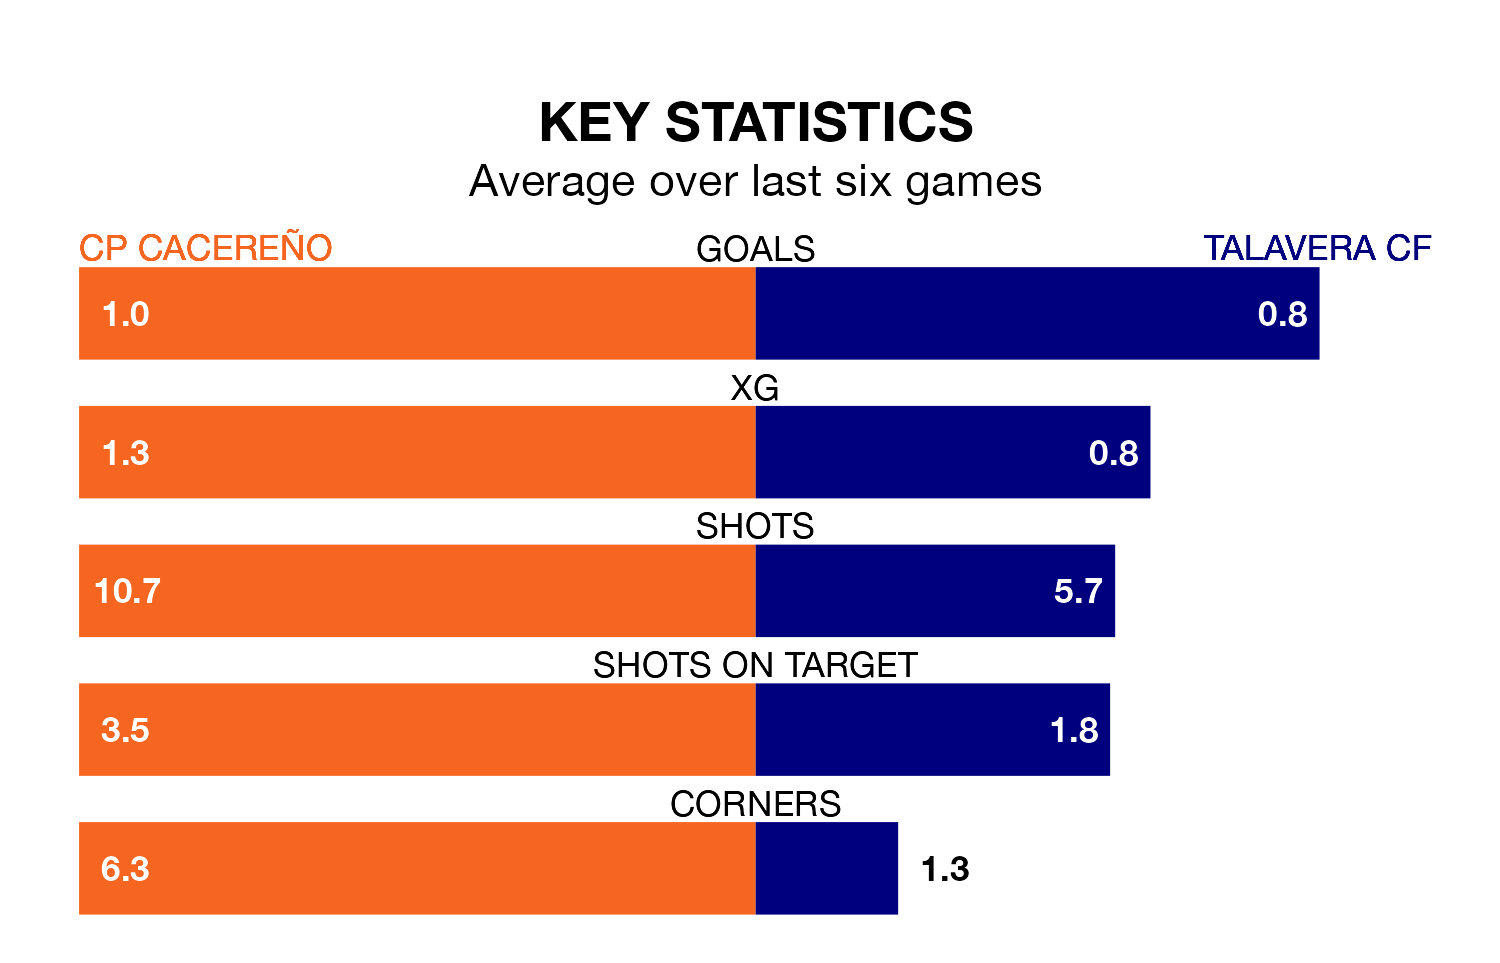 KEY STATISTICS
Average over last six games
CP CACEREÑO GOALS TALAVERA CF
1.0 0.8
XG
1.3 0.8
SHOTS
10.7 5.7
SHOTS ON TARGET
3.5 1.8
CORNERS
6.3 1.3